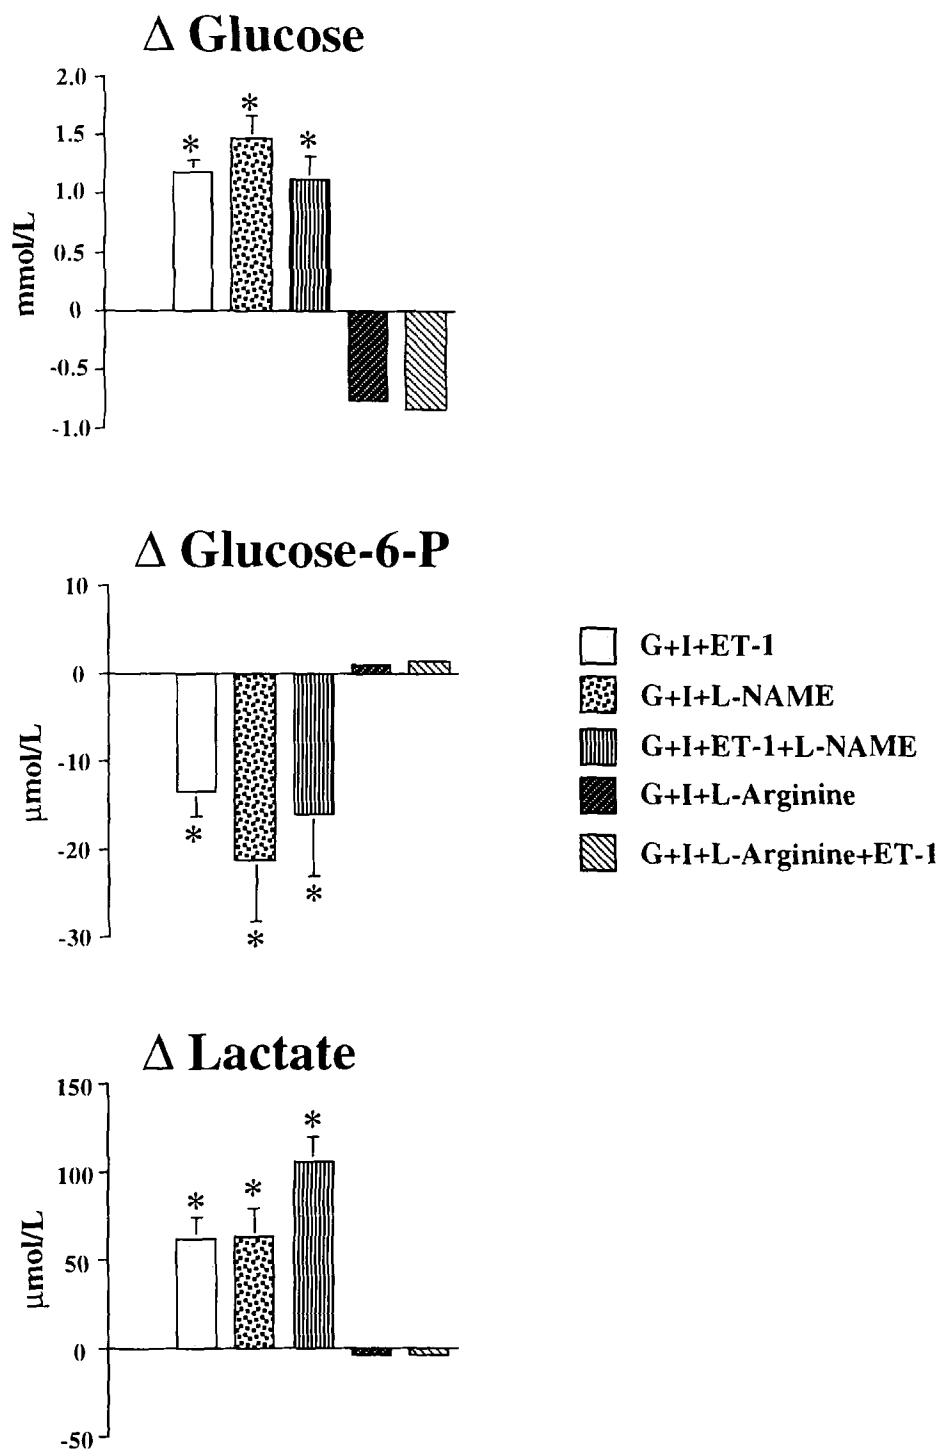 Δ Glucose
2.0
1.5
1.0
0.5
0
-0.5
-1.0
mmol/L
* * *
Δ Glucose-6-P
10
0
-10
-20
-30
μmol/L
* * *
G+I+ET-1
G+I+L-NAME
G+I+ET-1+L-NAME
G+I+L-Arginine
G+I+L-Arginine+ET-1
Δ Lactate
150
100
50
0
-50
μmol/L
* * *